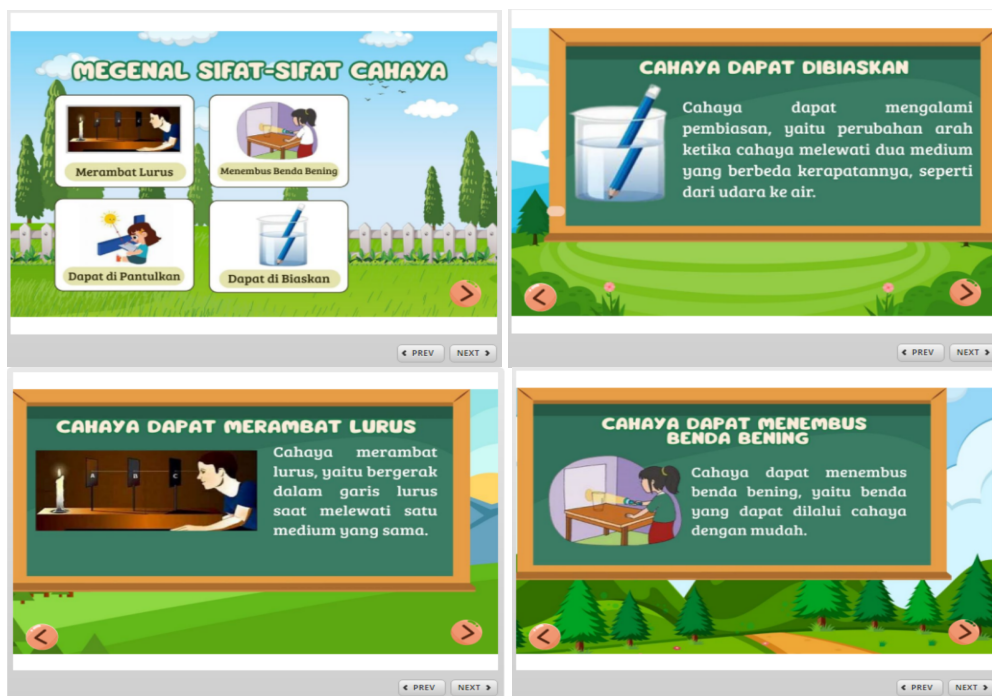 MEGENAL SIFAT-SIFAT CAHAYA
Merambat Lurus
Menembus Benda Bening
Dapat di Pantulkan
Dapat di Biaskan
PREV
NEXT
CAHAYA DAPAT DIBIASKAN
Cahaya dapat mengalami
pembiasan, yaitu perubahan arah
ketika cahaya melewati dua medium
yang berbeda kerapatannya, seperti
dari udara ke air.
PREV
NEXT
CAHAYA DAPAT MERAMBAT LURUS
A B C
Cahaya merambat
lurus, yaitu bergerak
dalam garis lurus
saat melewati satu
medium yang sama.
PREV
NEXT
CAHAYA DAPAT MENEMBUS
BENDA BENING
Cahaya dapat menembus
benda bening, yaitu benda
yang dapat dilalui cahaya
dengan mudah.
PREV
NEXT